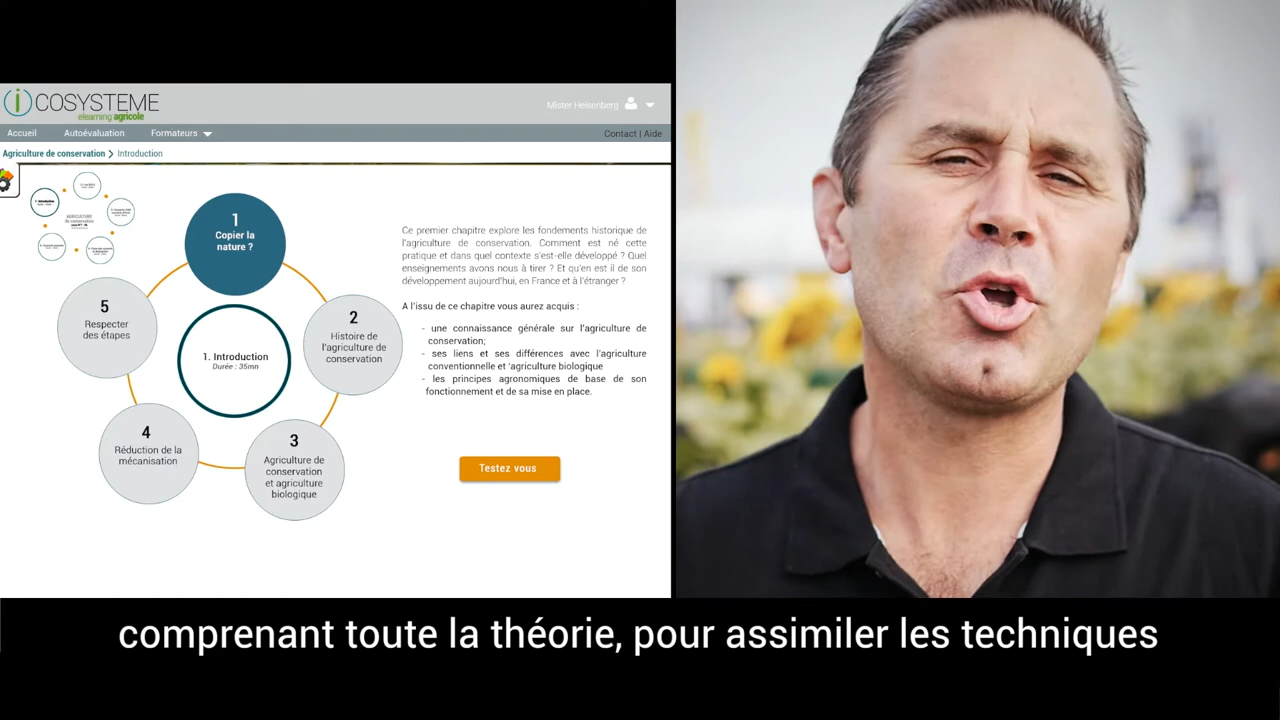 iCOSYSTEME
elearning agricole
Mister Heisenberg
Accueil
Autoévaluation
Formateurs
Contact | Aide
Agriculture de conservation ❯ Introduction
1
Copier la
nature ?
2
Histoire de
l'agriculture de
conservation
3
Agriculture de
conservation
et agriculture
biologique
4
Réduction de la
mécanisation
5
Respecter
des étapes
1. Introduction
Durée : 35mn
Ce premier chapitre explore les fondements historique de
l'agriculture de conservation. Comment est né cette
pratique et dans quel contexte s'est-elle développé ? Quel
enseignements avons nous à tirer ? Et qu'en est il de son
développement aujourd'hui, en France et à l'étranger ?
A l'issu de ce chapitre vous aurez acquis :
- une connaissance générale sur l'agriculture de
conservation;
- ses liens et ses différences avec l'agriculture
conventionnelle et 'agriculture biologique
- les principes agronomiques de base de son
fonctionnement et de sa mise en place.
Testez vous
comprenant toute la théorie, pour assimiler les techniques